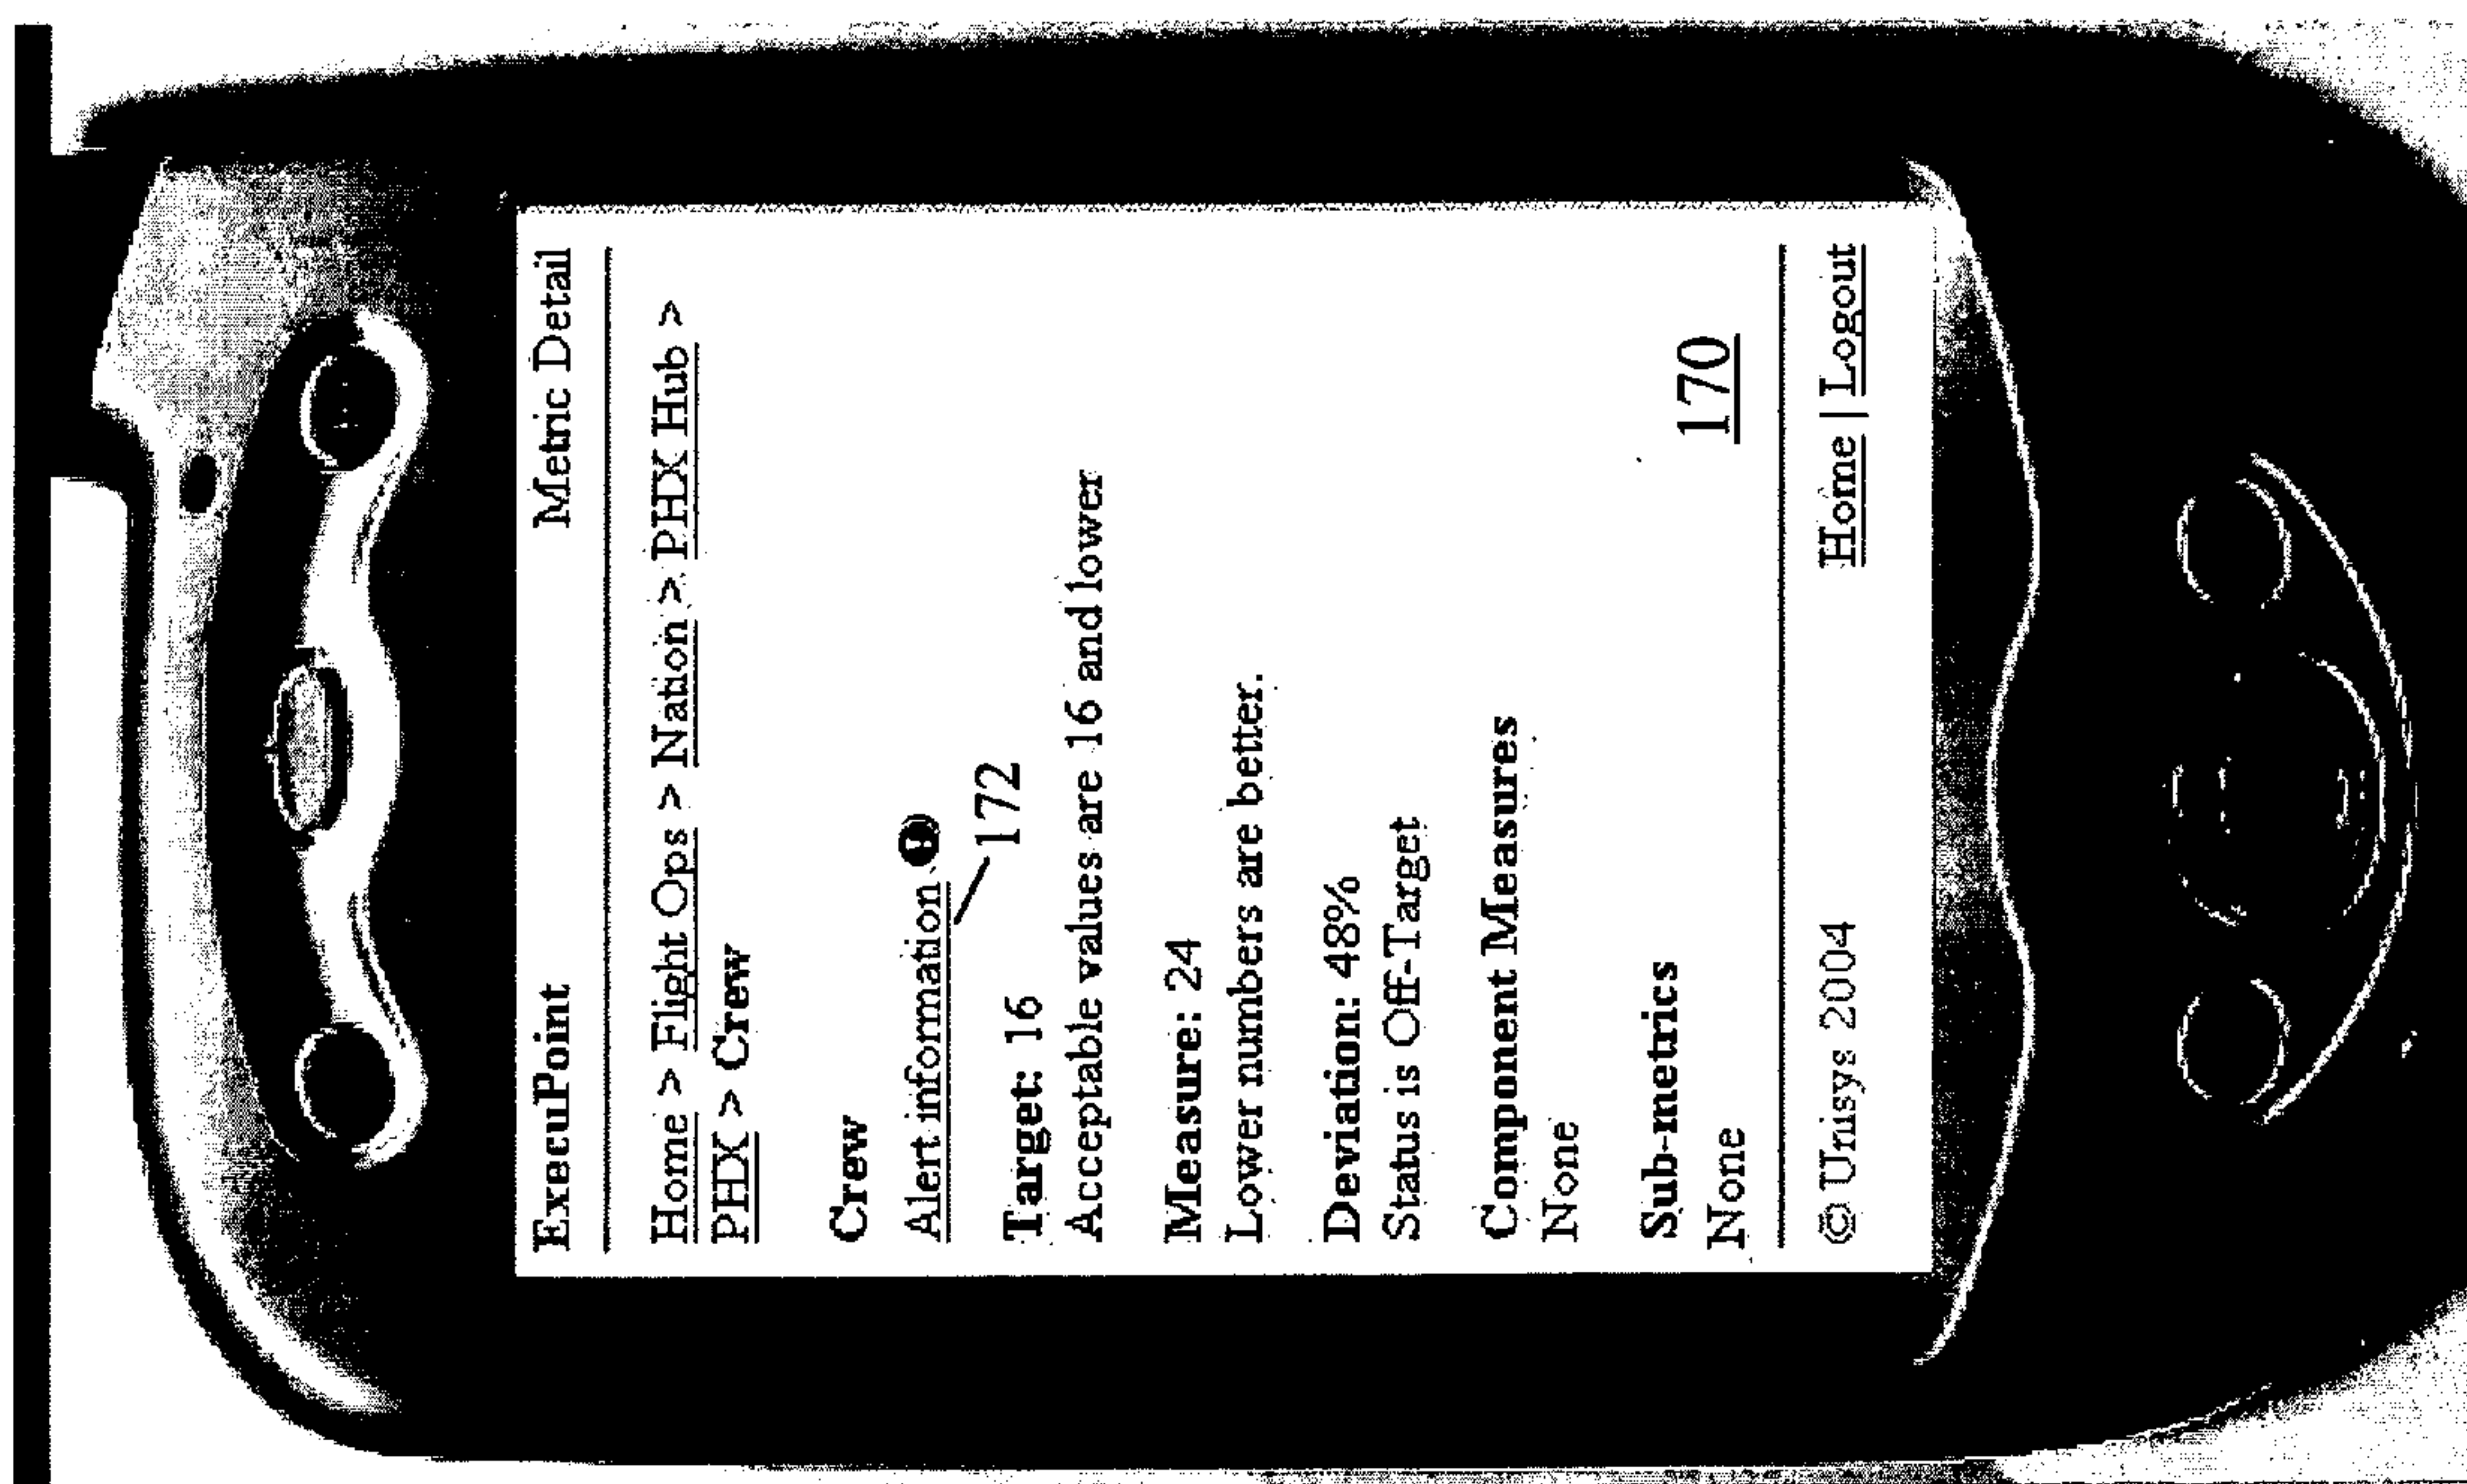 ExecuPoint Metric Detail
Home > Flight Ops > Nation > PHX Hub >
PHX > Crew
Crew
Alert information
172
Target: 16
Acceptable values are 16 and lower
Measure: 24
Lower numbers are better.
Deviation: 48%
Status is Off-Target
Component Measures
None
Sub-metrics
None
170
© Unisys 2004 Home | Logout